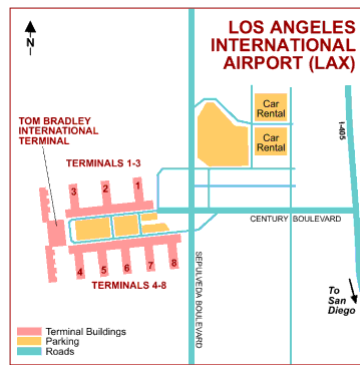 LOS ANGELES
INTERNATIONAL
AIRPORT (LAX)
N
Car
Rental
Car
Rental
I-405
TOM BRADLEY
INTERNATIONAL
TERMINAL
TERMINALS 1-3
3
2
1
CENTURY BOULEVARD
4
5
6
7
8
TERMINALS 4-8
SEPULVEDA BOULEVARD
To
San
Diego
Terminal Buildings
Parking
Roads